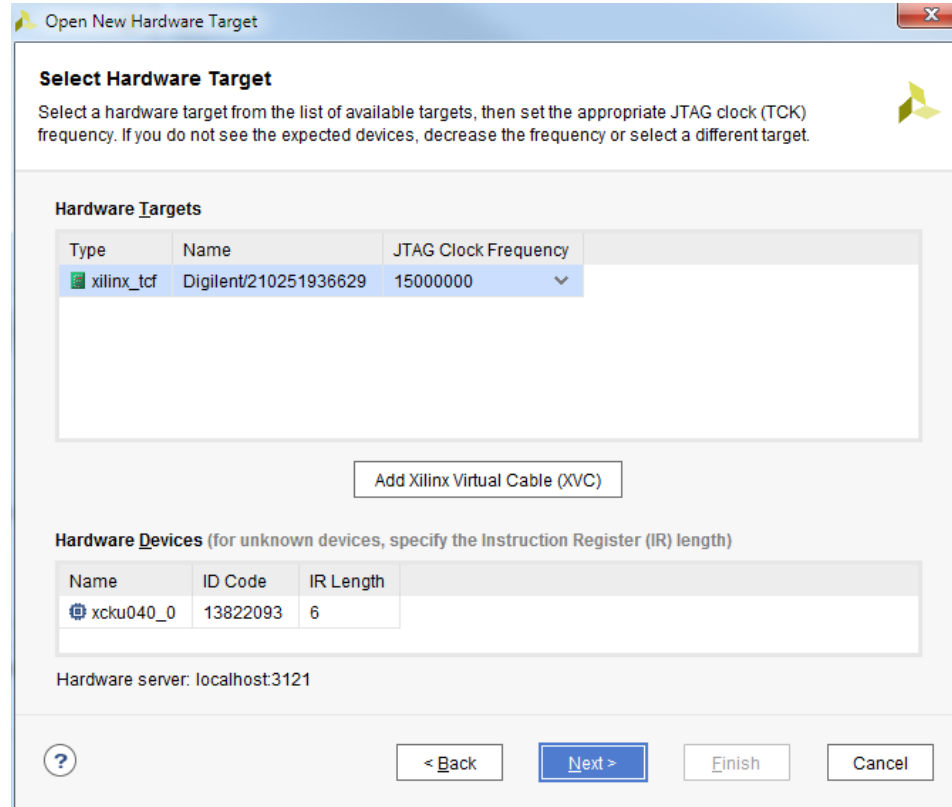 Open New Hardware Target
Select Hardware Target
Select a hardware target from the list of available targets, then set the appropriate JTAG clock (TCK)
frequency. If you do not see the expected devices, decrease the frequency or select a different target.
Hardware Targets
Type Name JTAG Clock Frequency
xilinx_tcf Digilent/210251936629 15000000
Add Xilinx Virtual Cable (XVC)
Hardware Devices (for unknown devices, specify the Instruction Register (IR) length)
Name ID Code IR Length
xcku040_0 13822093 6
Hardware server: localhost:3121
? < Back Next > Finish Cancel